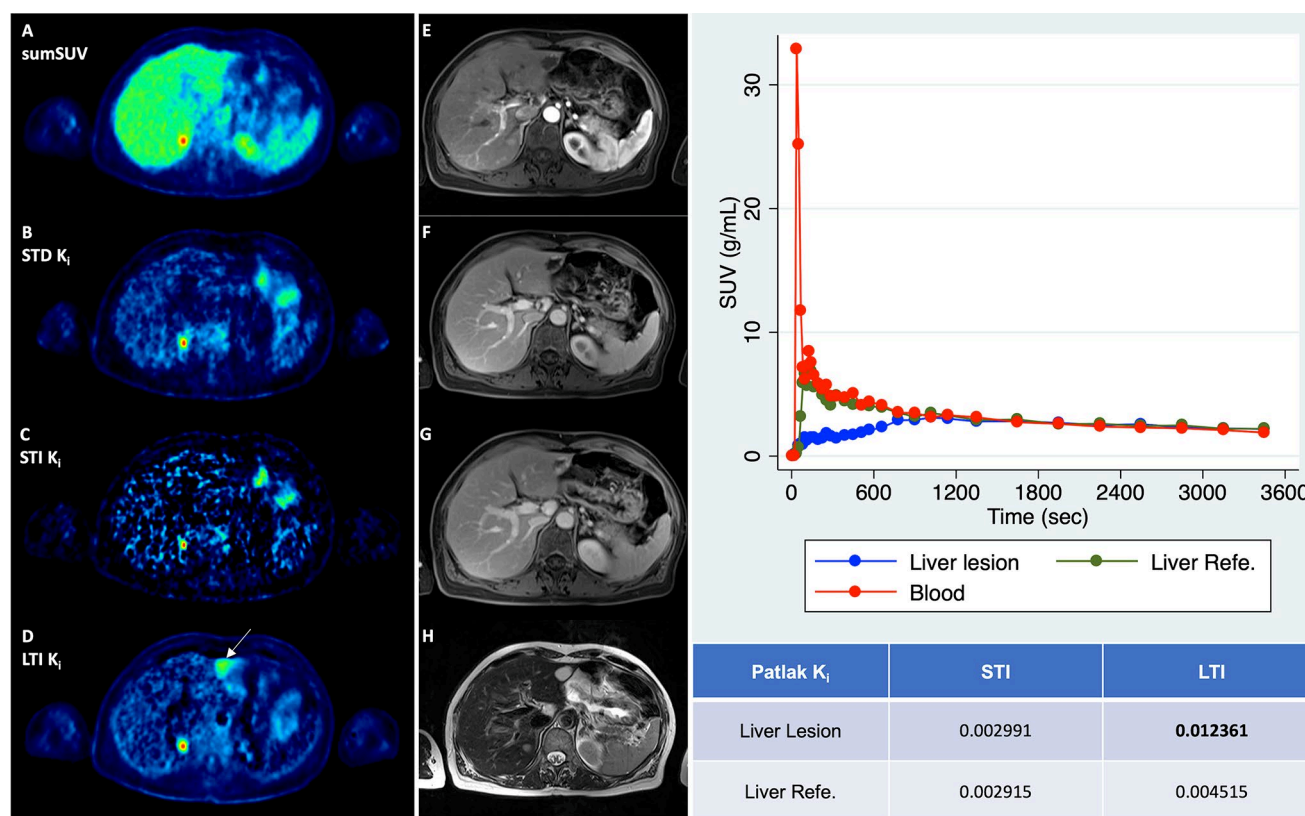 A
sumSUV
B
STD Ki
C
STI Ki
D
LTI Ki
E
F
G
H
SUV (g/mL)
30
20
10
0
0 600 1200 1800 2400 3000 3600
Time (sec)
Liver lesion Liver Refe.
Blood
Patlak Ki STI LTI
Liver Lesion 0.002991 0.012361
Liver Refe. 0.002915 0.004515